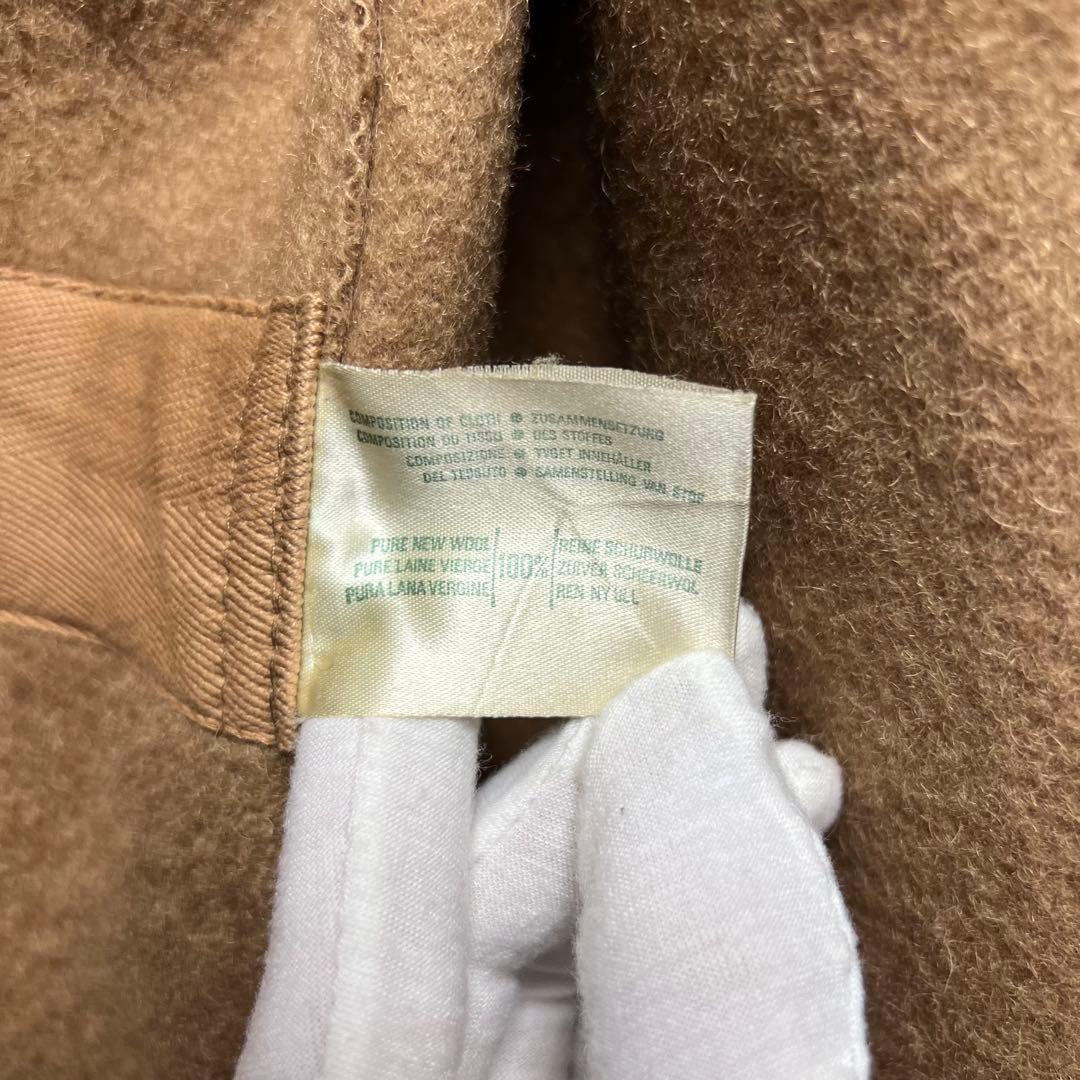 COMPOSITION OF CLOTH ⊕ ZUSAMMENSETZUNG
COMPOSITION DU TISSU ⊕ DES STOFFES
COMPOSIZIONE ⊕ TYGET INNEHÅLLER
DEL TESSUTO ⊕ SAMENSTELLING VAN STOF
PURE NEW WOOL 100% REINE SCHURWOLLE
PURE LAINE VIERGE ZUIVER SCHEERWOL
PURA LANA VERGINE REN NY ULL